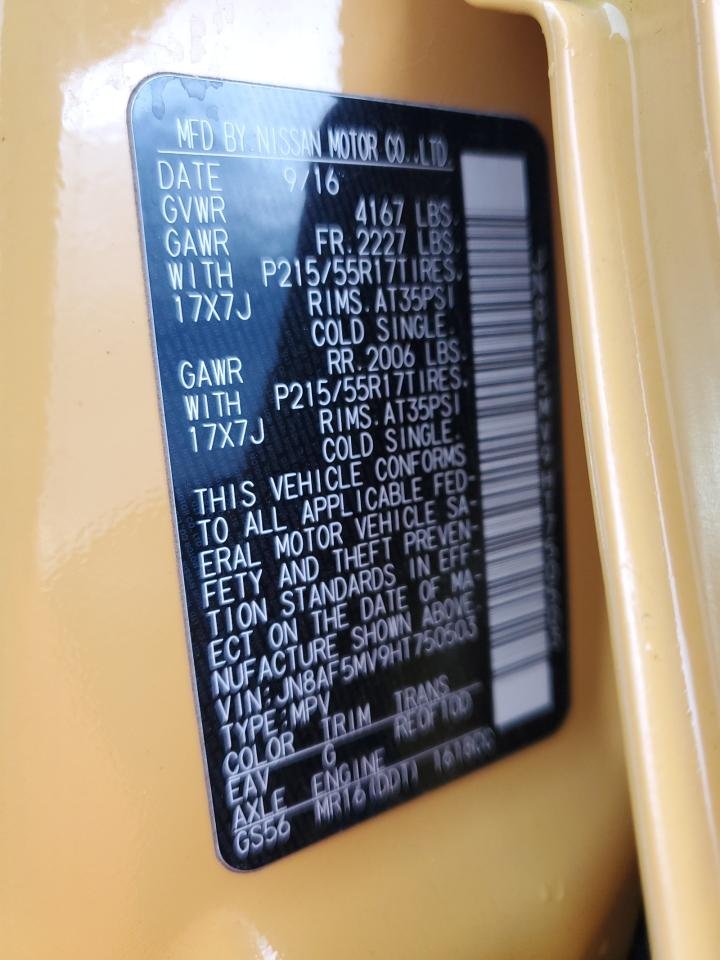 MFD BY NISSAN MOTOR CO.,LTD.
DATE 9/16
GVWR 4167 LBS.
GAWR FR.2227 LBS.
WITH P215/55R17TIRES.
17X7J RIMS.AT35PSI
COLD SINGLE.
GAWR RR.2006 LBS.
WITH P215/55R17TIRES.
17X7J RIMS.AT35PSI
COLD SINGLE.
THIS VEHICLE CONFORMS
TO ALL APPLICABLE FED-
ERAL MOTOR VEHICLE SA-
FETY AND THEFT PREVEN-
TION STANDARDS IN EFF-
ECT ON THE DATE OF MA-
NUFACTURE SHOWN ABOVE.
VIN:JN8AF5MV9HT750503
TYPE:MPV
COLOR TRIM TRANS
EAV G
AXLE ENGINE
GS56 MR16(DDT)